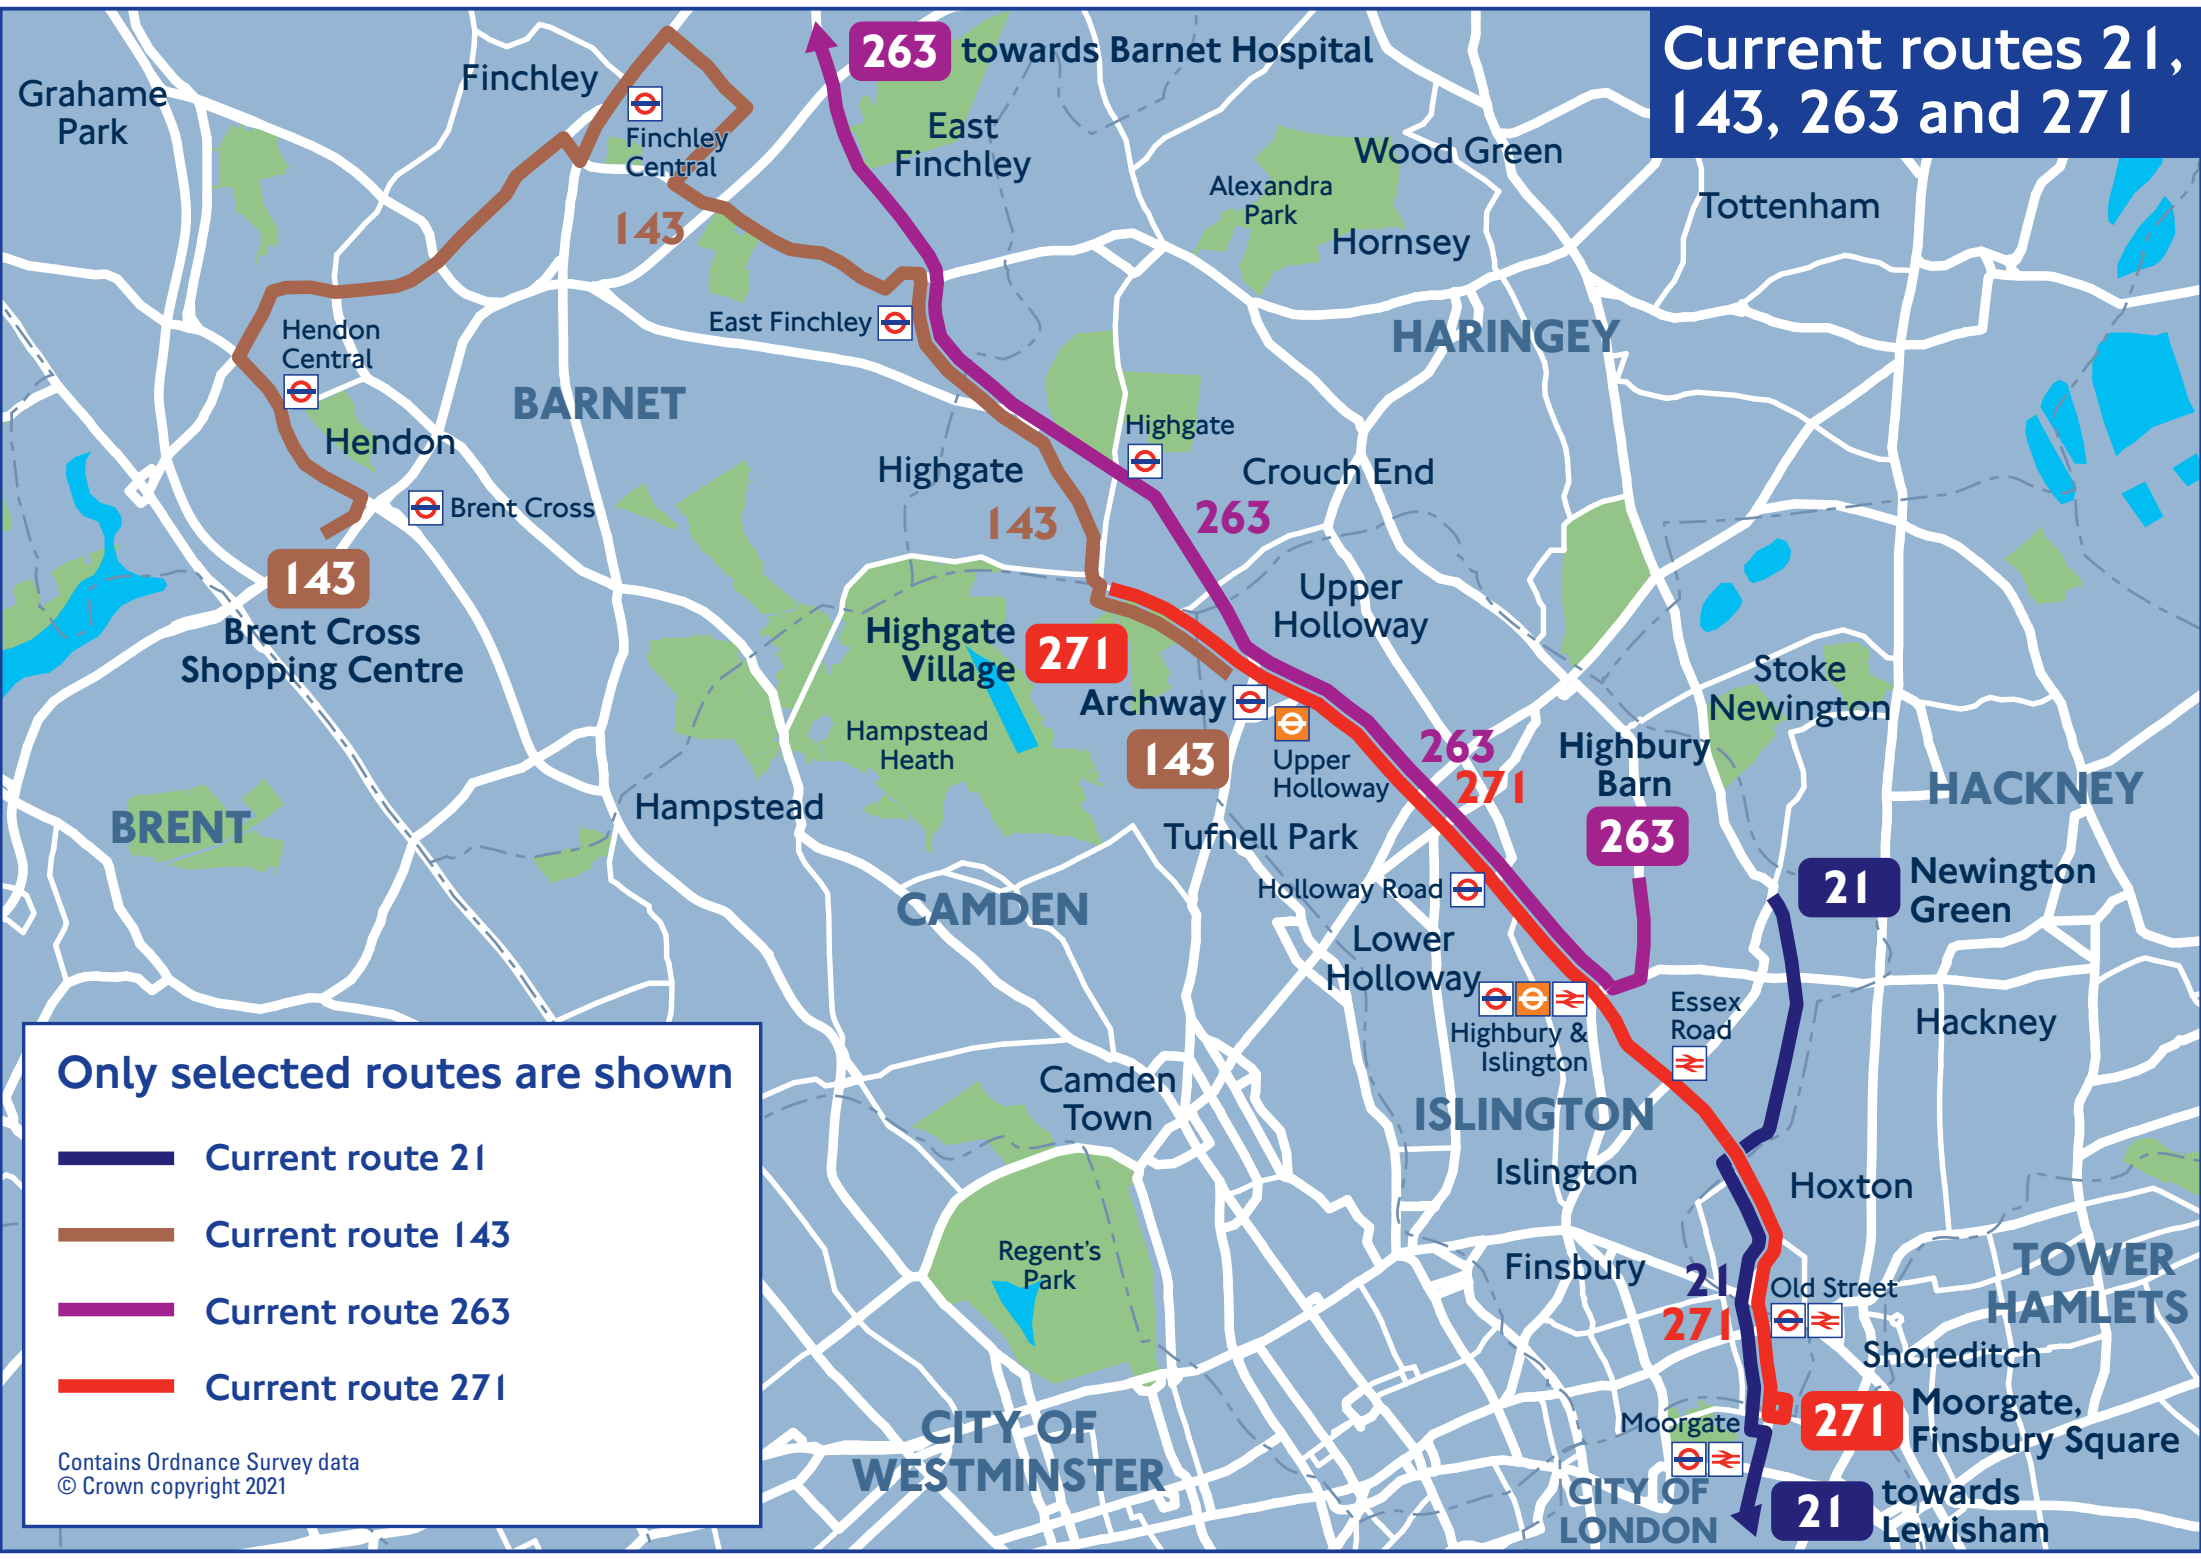 Current routes 21,
143, 263 and 271
263 towards Barnet Hospital
Grahame
Park
Finchley
Finchley
Central
East
Finchley
Wood Green
Alexandra
Park
Hornsey
Tottenham
143
East Finchley
Hendon
Central
HARINGEY
BARNET
Hendon
Highgate
Highgate
Crouch End
Brent Cross
143
263
143
Brent Cross
Shopping Centre
Upper
Holloway
Highgate
Village
271
Archway
143
Stoke
Newington
Hampstead
Heath
Upper
Holloway
263
271
Highbury
Barn
263
HACKNEY
BRENT
Hampstead
Tufnell Park
Holloway Road
21
Newington
Green
CAMDEN
Lower
Holloway
Highbury &
Islington
Essex
Road
Hackney
Camden
Town
ISLINGTON
Islington
Hoxton
Regent's
Park
Finsbury
21
271
Old Street
TOWER
HAMLETS
Shoreditch
Moorgate
271
Moorgate,
Finsbury Square
CITY OF
WESTMINSTER
CITY OF
LONDON
21
towards
Lewisham
Only selected routes are shown
Current route 21
Current route 143
Current route 263
Current route 271
Contains Ordnance Survey data
© Crown copyright 2021